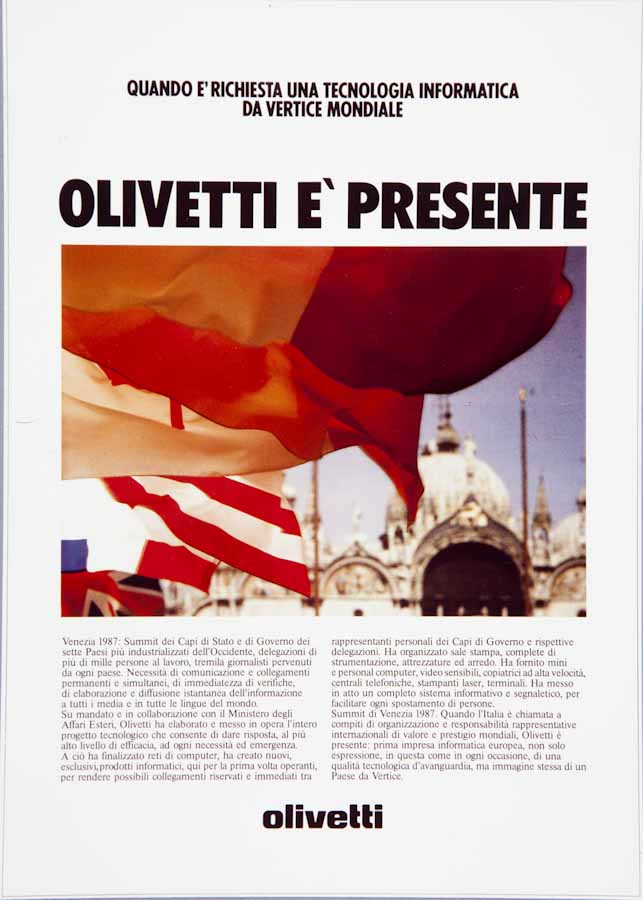 QUANDO E' RICHIESTA UNA TECNOLOGIA INFORMATICA
DA VERTICE MONDIALE
OLIVETTI E` PRESENTE
Venezia 1987: Summit dei Capi di Stato e di Governo dei
sette Paesi più industrializzati dell'Occidente, delegazioni di
più di mille persone al lavoro, tremila giornalisti pervenuti
da ogni paese. Necessità di comunicazione e collegamenti
permanenti e simultanei, di immediatezza di verifiche,
di elaborazione e diffusione istantanea dell'informazione
a tutti i media e in tutte le lingue del mondo.
Su mandato e in collaborazione con il Ministero degli
Affari Esteri, Olivetti ha elaborato e messo in opera l'intero
progetto tecnologico che consente di dare risposta, al più
alto livello di efficacia, ad ogni necessità ed emergenza.
A ciò ha finalizzato reti di computer, ha creato nuovi,
esclusivi,prodotti informatici, qui per la prima volta operanti,
per rendere possibili collegamenti riservati e immediati tra
rappresentanti personali dei Capi di Governo e rispettive
delegazioni. Ha organizzato sale stampa, complete di
strumentazione, attrezzature ed arredo. Ha fornito mini
e personal computer, video sensibili, copiatrici ad alta velocità,
centrali telefoniche, stampanti laser, terminali. Ha messo
in atto un completo sistema informativo e segnaletico, per
facilitare ogni spostamento di persone.
Summit di Venezia 1987. Quando l'Italia è chiamata a
compiti di organizzazione e responsabilità rappresentative
internazionali di valore e prestigio mondiali, Olivetti è
presente: prima impresa informatica europea, non solo
espressione, in questa come in ogni occasione, di una
qualità tecnologica d'avanguardia, ma immagine stessa di un
Paese da Vertice.
olivetti